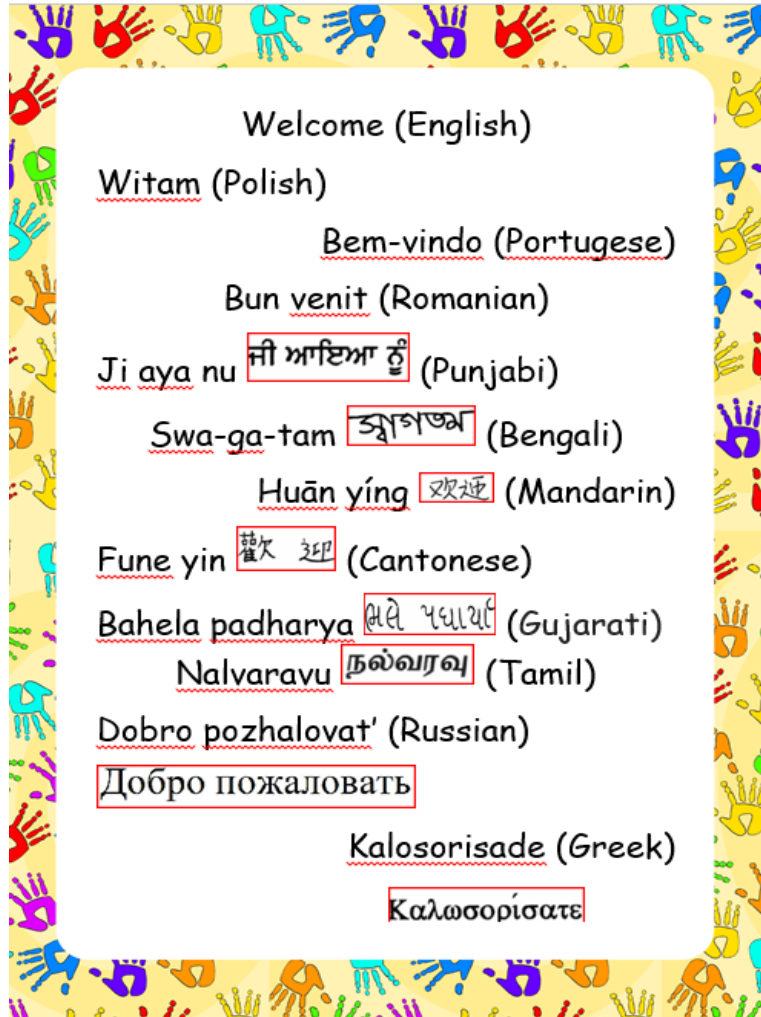 Welcome (English)
Witam (Polish)
Bem-vindo (Portugese)
Bun venit (Romanian)
Ji aya nu ਜੀ ਆਇਆ ਨੂੰ (Punjabi)
Swa-ga-tam স্বাগতম (Bengali)
Huān yíng 欢迎 (Mandarin)
Fune yin 歡 迎 (Cantonese)
Bahela padharya ભલે પધાર્યા (Gujarati)
Nalvaravu நல்வரவு (Tamil)
Dobro pozhalovat’ (Russian)
Добро пожаловать
Kalosorisade (Greek)
Καλωσορίσατε